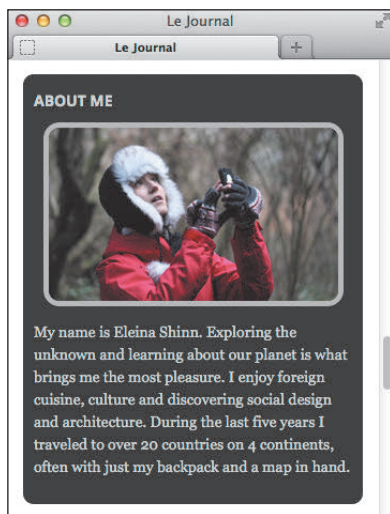 Le Journal
Le Journal
ABOUT ME
My name is Eleina Shinn. Exploring the
unknown and learning about our planet is what
brings me the most pleasure. I enjoy foreign
cuisine, culture and discovering social design
and architecture. During the last five years I
traveled to over 20 countries on 4 continents,
often with just my backpack and a map in hand.